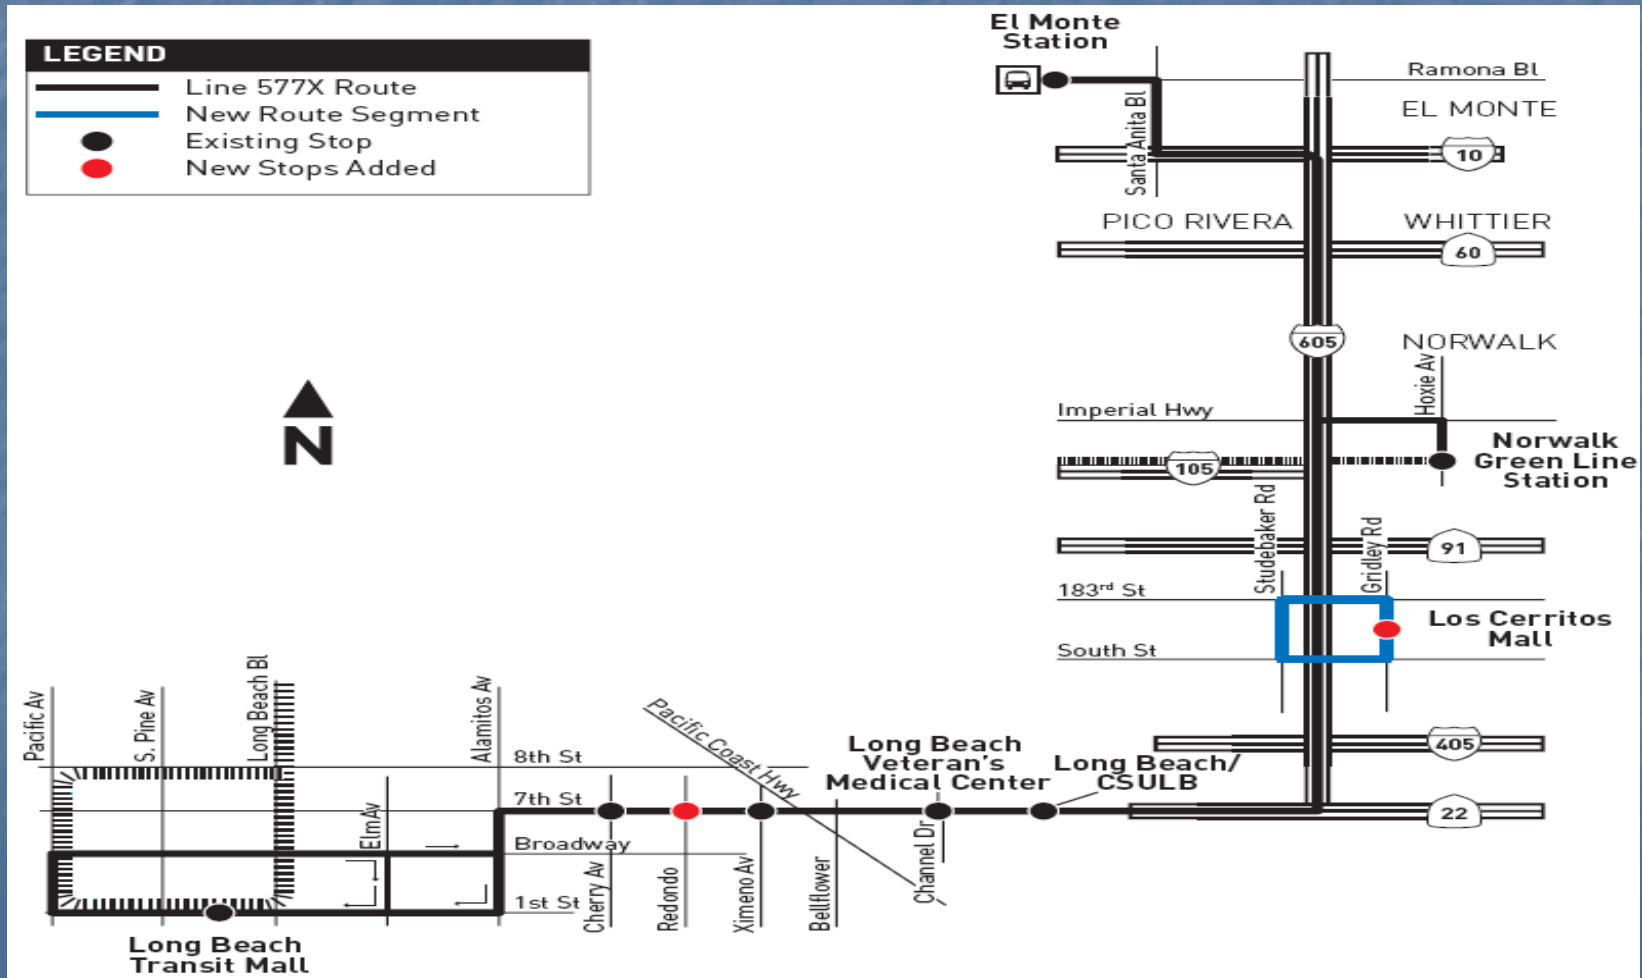 El Monte
Station
LEGEND
Line 577X Route
New Route Segment
Existing Stop
New Stops Added
Ramona Bl
EL MONTE
Santa Anita Bl
10
PICO RIVERA
WHITTIER
60
605
NORWALK
Hoxie Av
Imperial Hwy
Norwalk
Green Line
Station
105
N
Studebaker Rd
Gridley Rd
91
183rd St
Los Cerritos
Mall
South St
405
Pacific Av
S. Pine Av
Long Beach Bl
Alamitos Av
Pacific Coast Hwy
8th St
7th St
Long Beach
Veteran's
Medical Center
Long Beach/
CSULB
22
Elm Av
Broadway
1st St
Cherry Av
Redondo
Ximeno Av
Bellflower
Channel Dr
Long Beach
Transit Mall